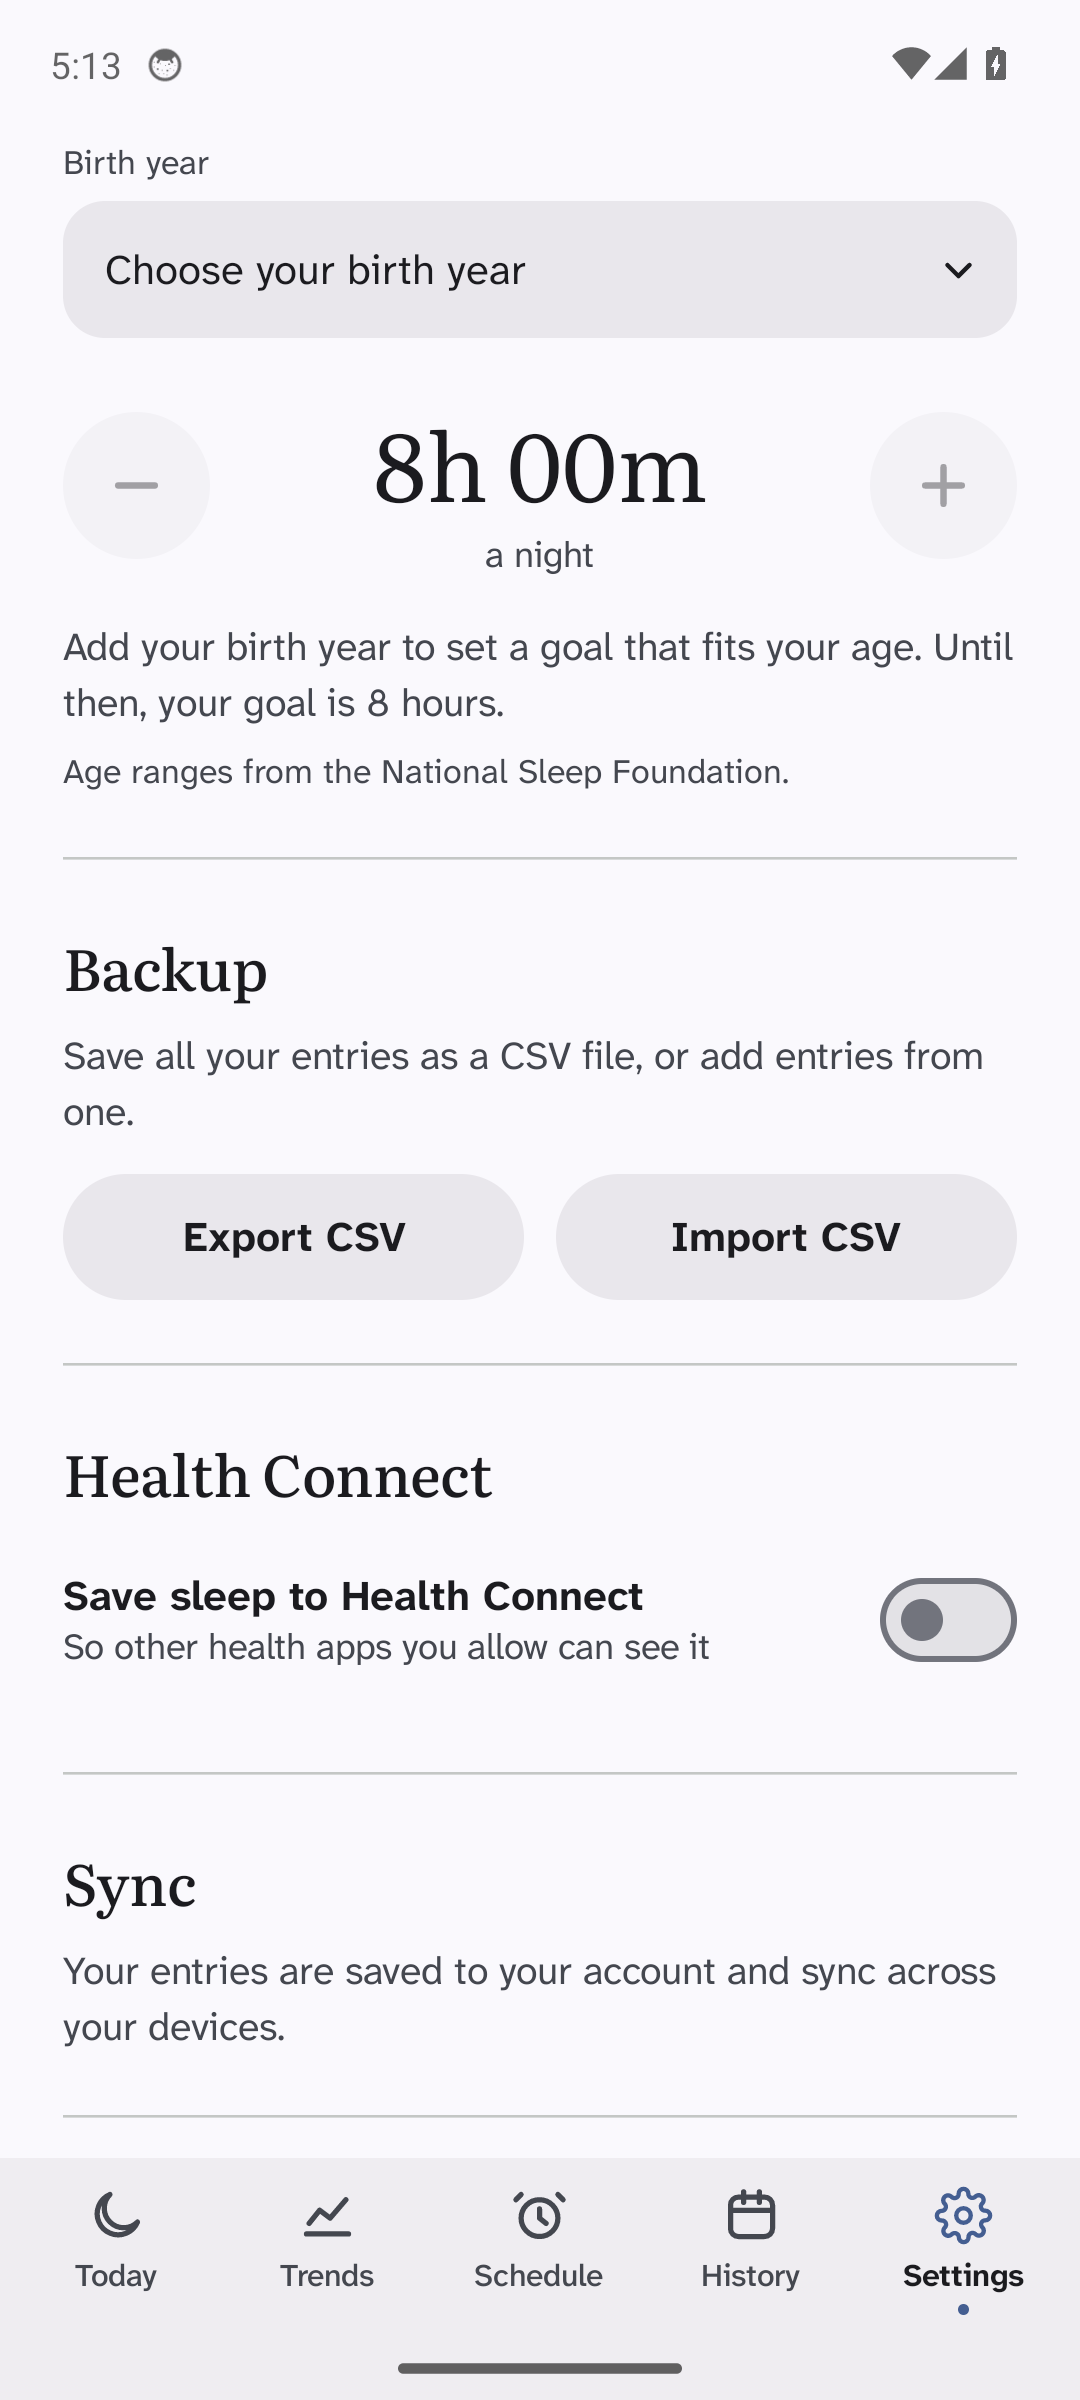 5:13
Birth year
Choose your birth year
8h 00m
a night
Add your birth year to set a goal that fits your age. Until
then, your goal is 8 hours.
Age ranges from the National Sleep Foundation.
Backup
Save all your entries as a CSV file, or add entries from
one.
Export CSV
Import CSV
Health Connect
Save sleep to Health Connect
So other health apps you allow can see it
Sync
Your entries are saved to your account and sync across
your devices.
Today
Trends
Schedule
History
Settings